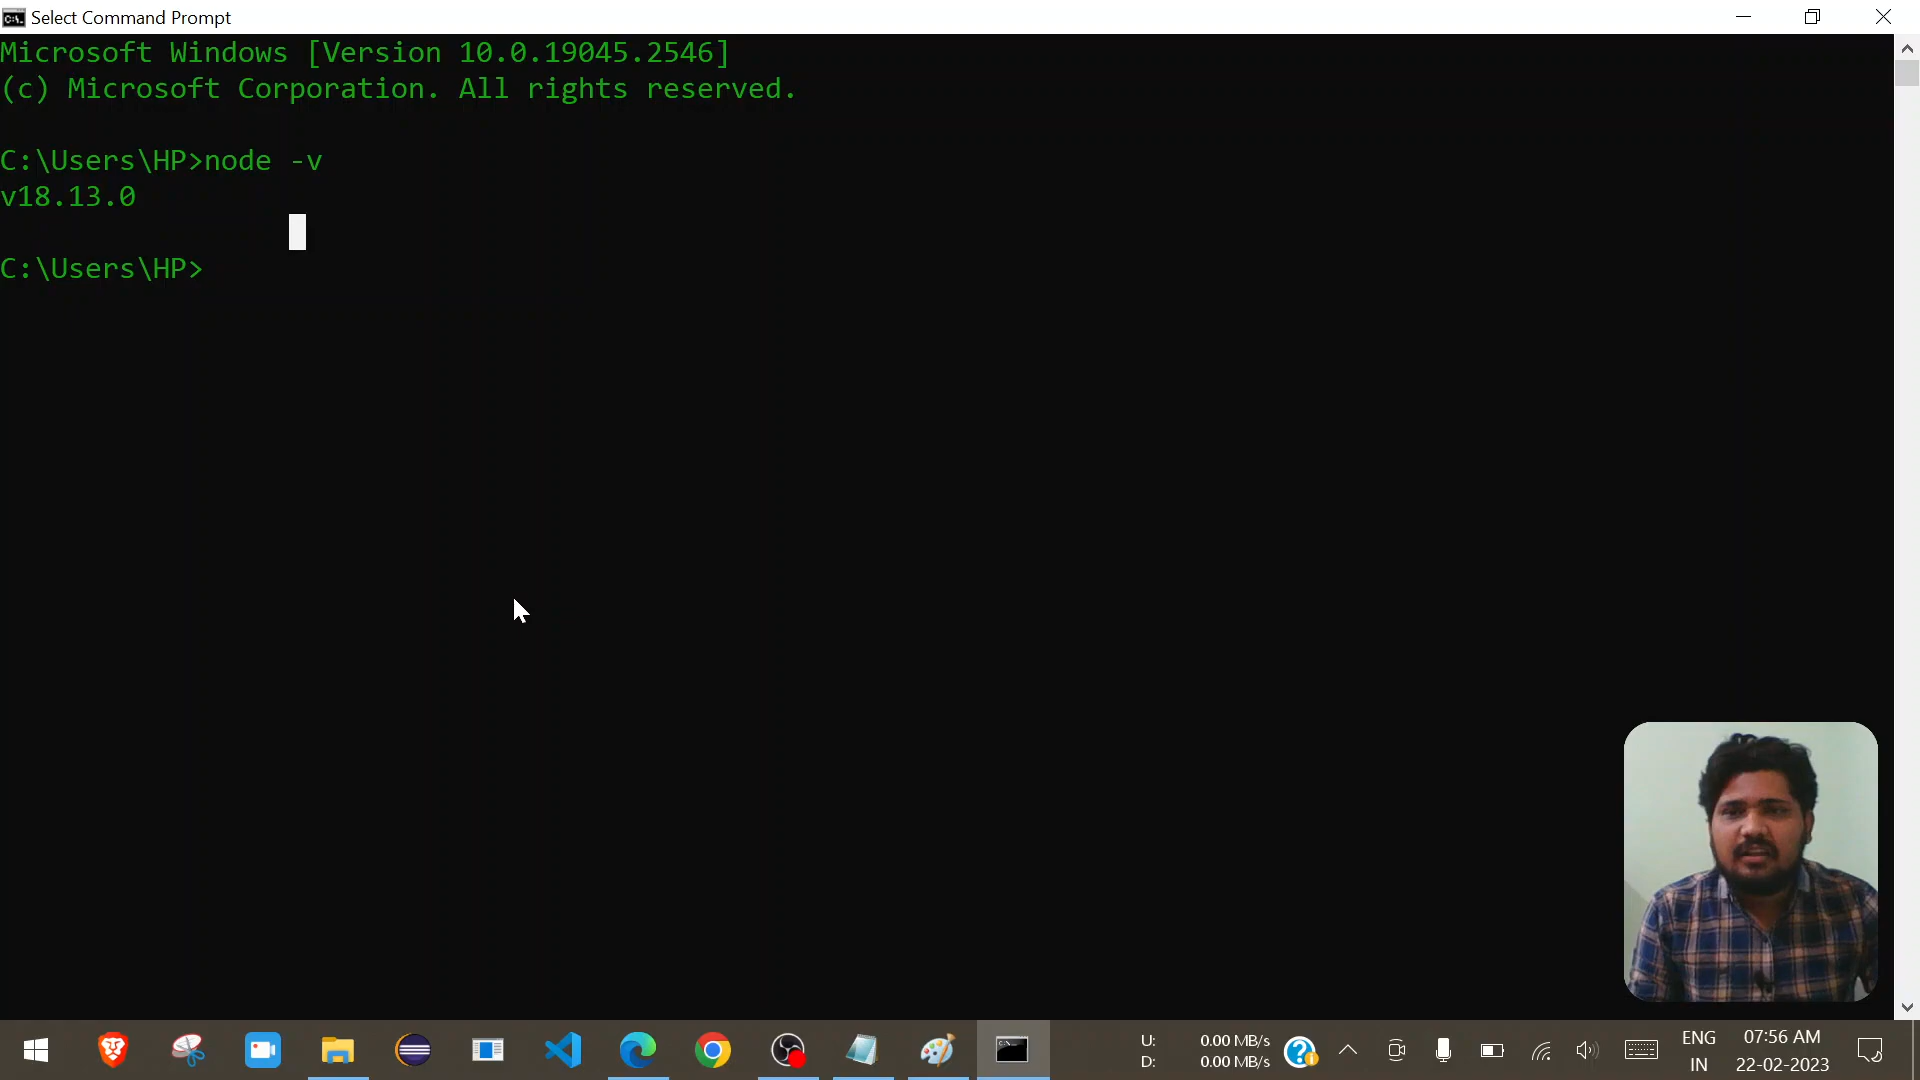 Select Command Prompt
Microsoft Windows [Version 10.0.19045.2546]
(c) Microsoft Corporation. All rights reserved.
C:\Users\HP>node -v
v18.13.0
C:\Users\HP>
U: 0.00 MB/s
D: 0.00 MB/s
ENG
IN
07:56 AM
22-02-2023